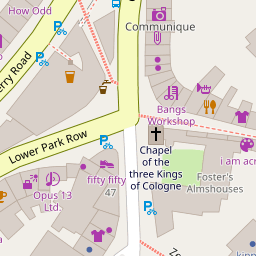 How Odd
Communique
erry Road
Bangs
Workshop
Lower Park Row
Chapel
of the
three Kings
of Cologne
i am acr
fifty fifty
Foster's
Almshouses
Opus 13
Ltd.
47
kinn